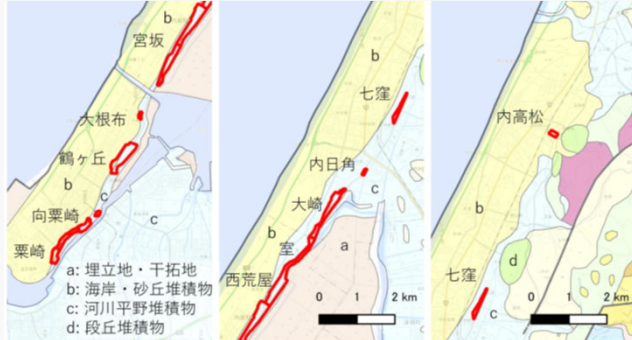 b
宮坂
大根布
鶴ケ丘
b
c
向粟崎
c
粟崎
a: 埋立地・干拓地
b: 海岸・砂丘堆積物
c: 河川平野堆積物
d: 段丘堆積物
b
七窪
内日角
c
大崎
b
室
a
西荒屋
0 1 2 km
内高松
b
d
七窪
c
0 1 2 km